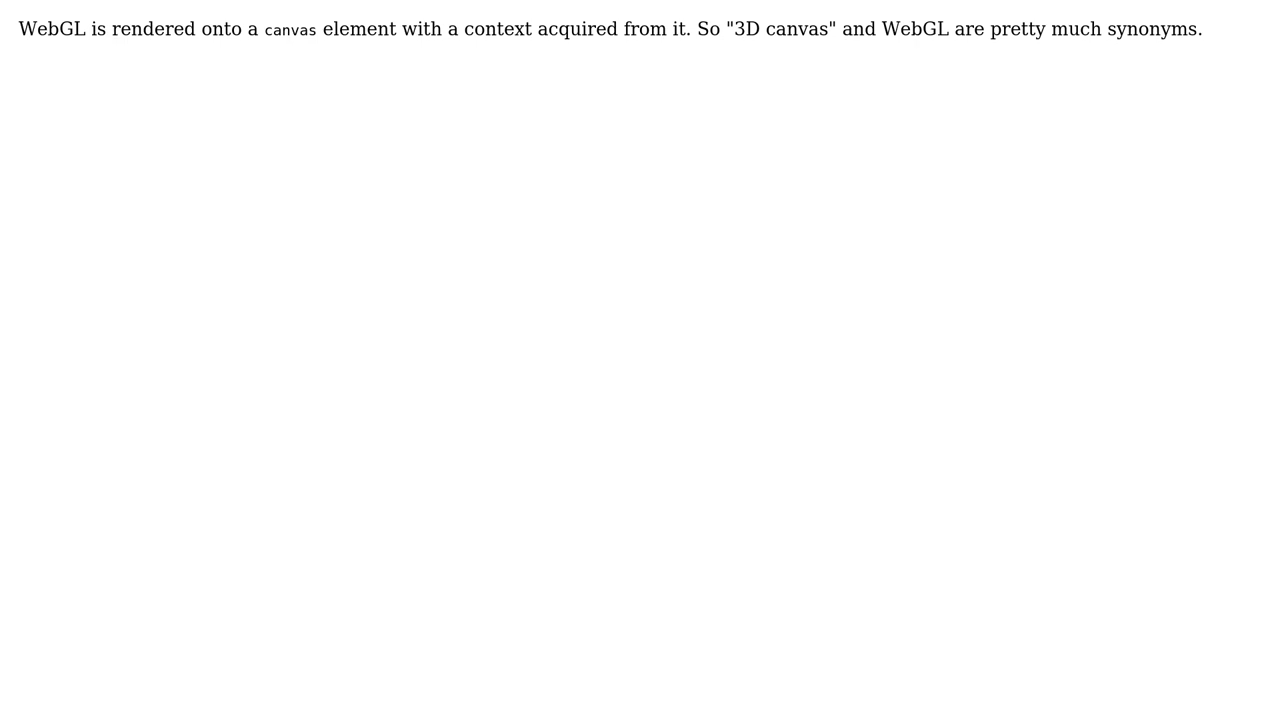 WebGL is rendered onto a canvas element with a context acquired from it. So "3D canvas" and WebGL are pretty much synonyms.